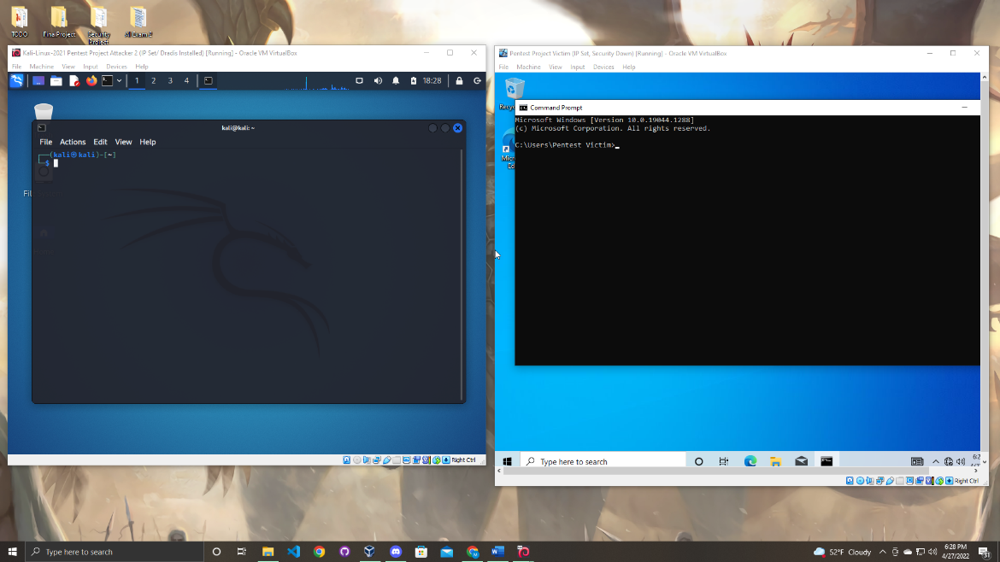 TODO
Final Project
Security Project
AI Exam 2
Kali-Linux-2021 Pentest Project Attacker 2 (IP Set/ Dradis Installed) [Running] - Oracle VM VirtualBox
File Machine View Input Devices Help
1 2 3 4
18:28
kali@kali: ~
File Actions Edit View Help
(kali㉿kali)-[~]
$
Fil
Right Ctrl
Pentest Project Victim (IP Set, Security Down) [Running] - Oracle VM VirtualBox
File Machine View Input Devices Help
Recy
Command Prompt
Microsoft Windows [Version 10.0.19044.1288]
(c) Microsoft Corporation. All rights reserved.
C:\Users\Pentest Victim>_
Micr
Ed
Type here to search
6:2
Right Ctrl
Type here to search
52°F Cloudy
6:28 PM
4/27/2022
31